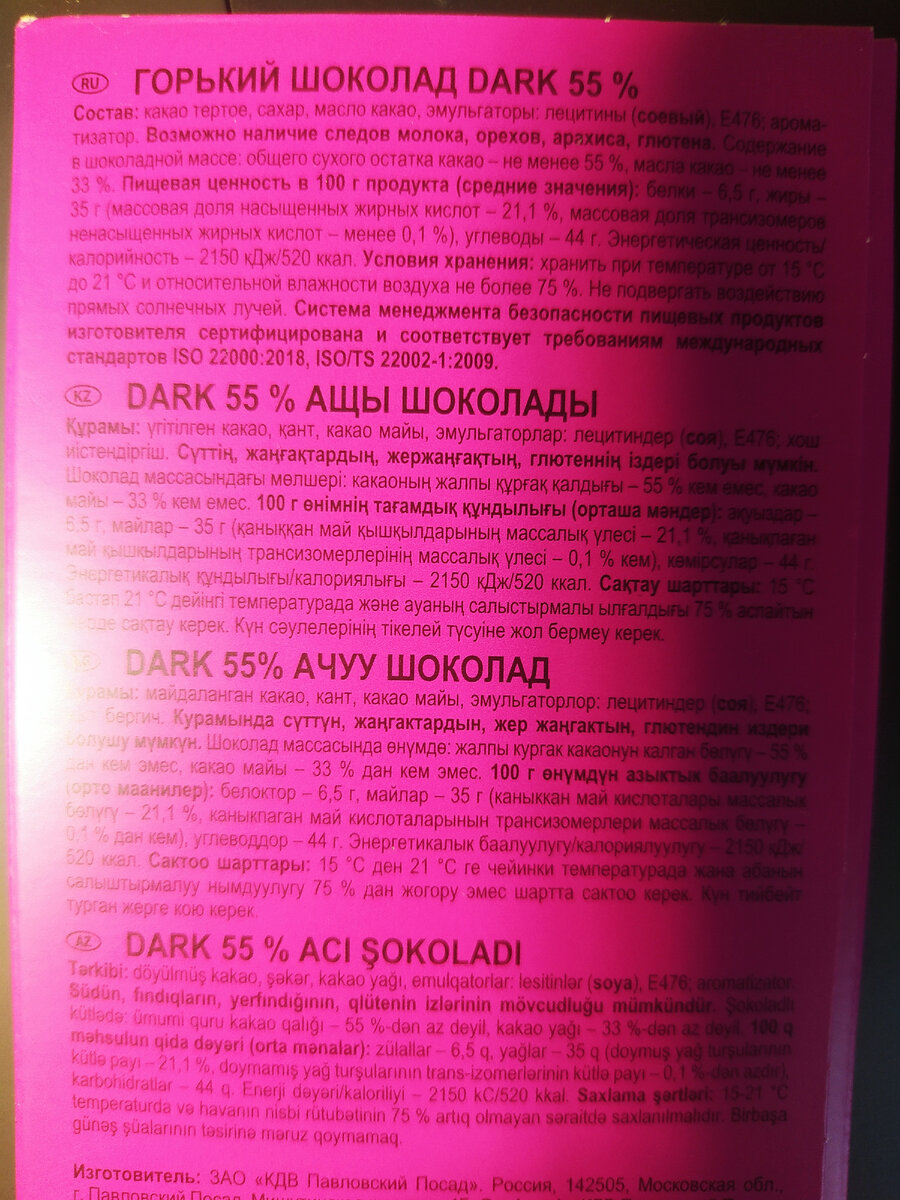 RU ГОРЬКИЙ ШОКОЛАД DARK 55 %
Состав: какао тертое, сахар, масло какао, эмульгаторы: лецитины (соевый), Е476; арома-
тизатор. Возможно наличие следов молока, орехов, арахиса, глютена. Содержание
в шоколадной массе: общего сухого остатка какао – не менее 55 %, масла какао – не менее
33 %. Пищевая ценность в 100 г продукта (средние значения): белки – 6,5 г, жиры –
35 г (массовая доля насыщенных жирных кислот – 21,1 %, массовая доля трансизомеров
ненасыщенных жирных кислот – менее 0,1 %), углеводы – 44 г. Энергетическая ценность/
калорийность – 2150 кДж/520 ккал. Условия хранения: хранить при температуре от 15 °С
до 21 °С и относительной влажности воздуха не более 75 %. Не подвергать воздействию
прямых солнечных лучей. Система менеджмента безопасности пищевых продуктов
изготовителя сертифицирована и соответствует требованиям международных
стандартов ISO 22000:2018, ISO/TS 22002-1:2009.
KZ DARK 55 % АЩЫ ШОКОЛАДЫ
Құрамы: үгітілген какао, қант, какао майы, эмульгаторлар: лецитиндер (соя), Е476; хош
иістендіргіш. Сүттің, жаңғақтардың, жержаңғақтың, глютеннің іздері болуы мүмкін.
Шоколад массасындағы мөлшері: какаоның жалпы құрғақ қалдығы – 55 % кем емес, какао
майы – 33 % кем емес. 100 г өнімнің тағамдық құндылығы (орташа мәндер): ақуыздар –
6,5 г, майлар – 35 г (қаныққан май қышқылдарының массалық үлесі – 21,1 %, қанықпаған
май қышқылдарының трансизомерлерінің массалық үлесі – 0,1 % кем), көмірсулар – 44 г.
Энергетикалық құндылығы/калориялығы – 2150 кДж/520 ккал. Сақтау шарттары: 15 °С
бастап 21 °С дейінгі температурада және ауаның салыстырмалы ылғалдығы 75 % аспайтын
жерде сақтау керек. Күн сәулелерінің тікелей түсуіне жол бермеу керек.
DARK 55% АЧУУ ШОКОЛАД
Курамы: майдаланган какао, кант, какао майы, эмульгаторлор: лецитиндер (соя), Е476;
бергич. Курамында сүттүн, жаңгактардын, жер жаңгактын, глютендин издери
болушу мүмкүн. Шоколад массасында өнүмдө: жалпы кургак какаонун калган бөлүгү – 55 %
дан кем эмес, какао майы – 33 % дан кем эмес. 100 г өнүмдүн азыктык баалуулугу
(орто маанилер): белоктор – 6,5 г, майлар – 35 г (каныккан май кислоталары массалык
бөлүгү – 21,1 %, каныкпаган май кислоталарынын трансизомерлери массалык бөлүгү –
0,1 % дан кем), углеводдор – 44 г. Энергетикалык баалуулугу/калориялуулугу – 2150 кДж/
520 ккал. Сактоо шарттары: 15 °С ден 21 °С ге чейинки температурада жана абанын
салыштырмалуу нымдуулугу 75 % дан жогору эмес шартта сактоо керек. Күн тийбейт
турган жерге кою керек.
AZ DARK 55 % ACI ŞOKOLADI
Tərkibi: döyülmüş kakao, şəkər, kakao yağı, emulqatorlar: lesitinlər (soya), E476; aromatizator.
Südün, fındıqların, yerfındığının, qlütenin izlərinin mövcudluğu mümkündür. Şokoladlı
kütlədə: ümumi quru kakao qalığı – 55 %-dən az deyil, kakao yağı – 33 %-dən az deyil. 100 q
məhsulun qida dəyəri (orta mənalar): zülallar – 6,5 q, yağlar – 35 q (doymuş yağ turşularının
kütlə payı – 21,1 %, doymamış yağ turşularının trans-izomerlərinin kütlə payı – 0,1 %-dən azdır),
karbohidratlar – 44 q. Enerji dəyəri/kaloriliyi – 2150 kC/520 kkal. Saxlama şərtləri: 15-21 °C
temperaturda və havanın nisbi rütubətinin 75 % artıq olmayan səraitdə saxlanılmalıdır. Birbaşa
günəş şüalarının təsirinə məruz qoymamaq.
Изготовитель: ЗАО «КДВ Павловский Посад». Россия, 142505, Московская обл.,
г. Павловский Посад,